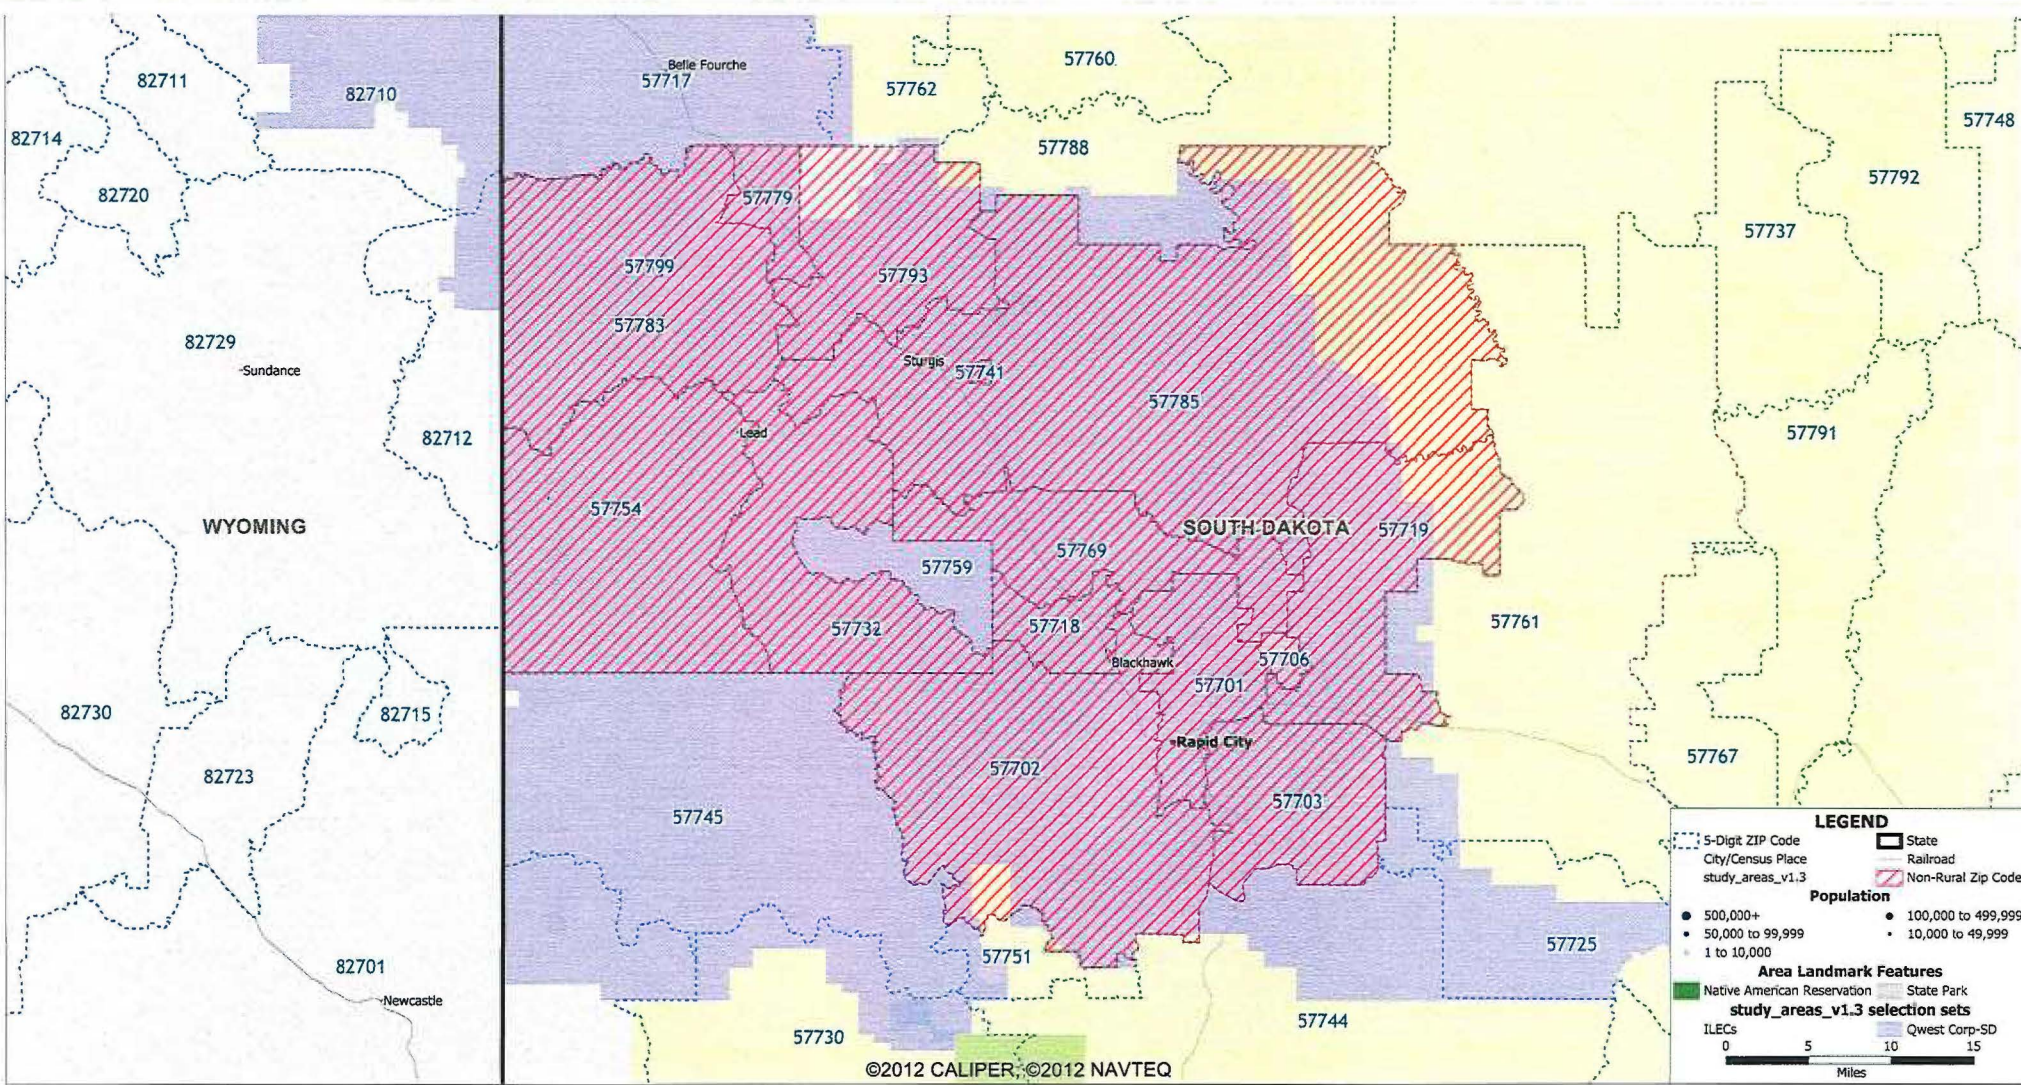 57760
82711
Belle Fourche
57717
57762
82710
57748
82714
57788
57792
82720
57779
57737
57799
57793
57783
82729
Sundance
Sturgis
57741
57785
Lead
82712
57791
57754
WYOMING
SOUTH DAKOTA
57719
57769
57759
57761
57732
57718
Blackhawk
57706
57701
82730
82715
Rapid City
57767
82723
57702
57703
57745
57725
57751
82701
Newcastle
57744
57730
©2012 CALIPER; ©2012 NAVTEQ
LEGEND
5-Digit ZIP Code
State
City/Census Place
Railroad
study_areas_v1.3
Non-Rural Zip Code
Population
500,000+
100,000 to 499,999
50,000 to 99,999
10,000 to 49,999
1 to 10,000
Area Landmark Features
Native American Reservation
State Park
study_areas_v1.3 selection sets
ILECs
Qwest Corp-SD
0 5 10 15
Miles